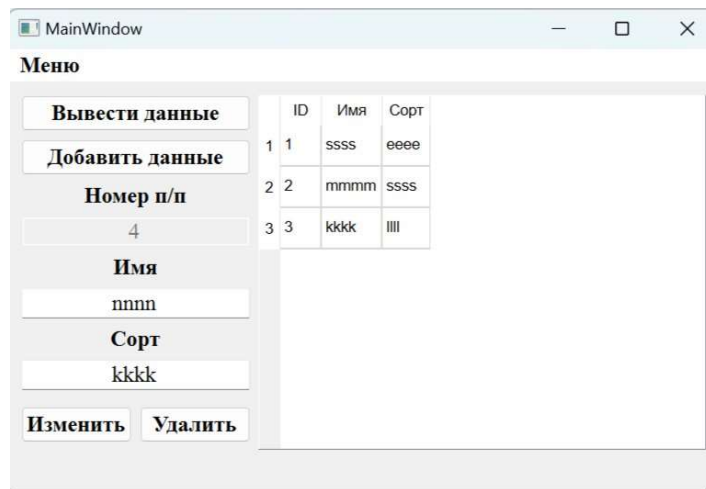 MainWindow
Меню
Вывести данные
Добавить данные
Номер п/п
4
Имя
nnnn
Сорт
kkkk
Изменить Удалить
ID Имя Сорт
1 1 ssss eeee
2 2 mmmm ssss
3 3 kkkk llll